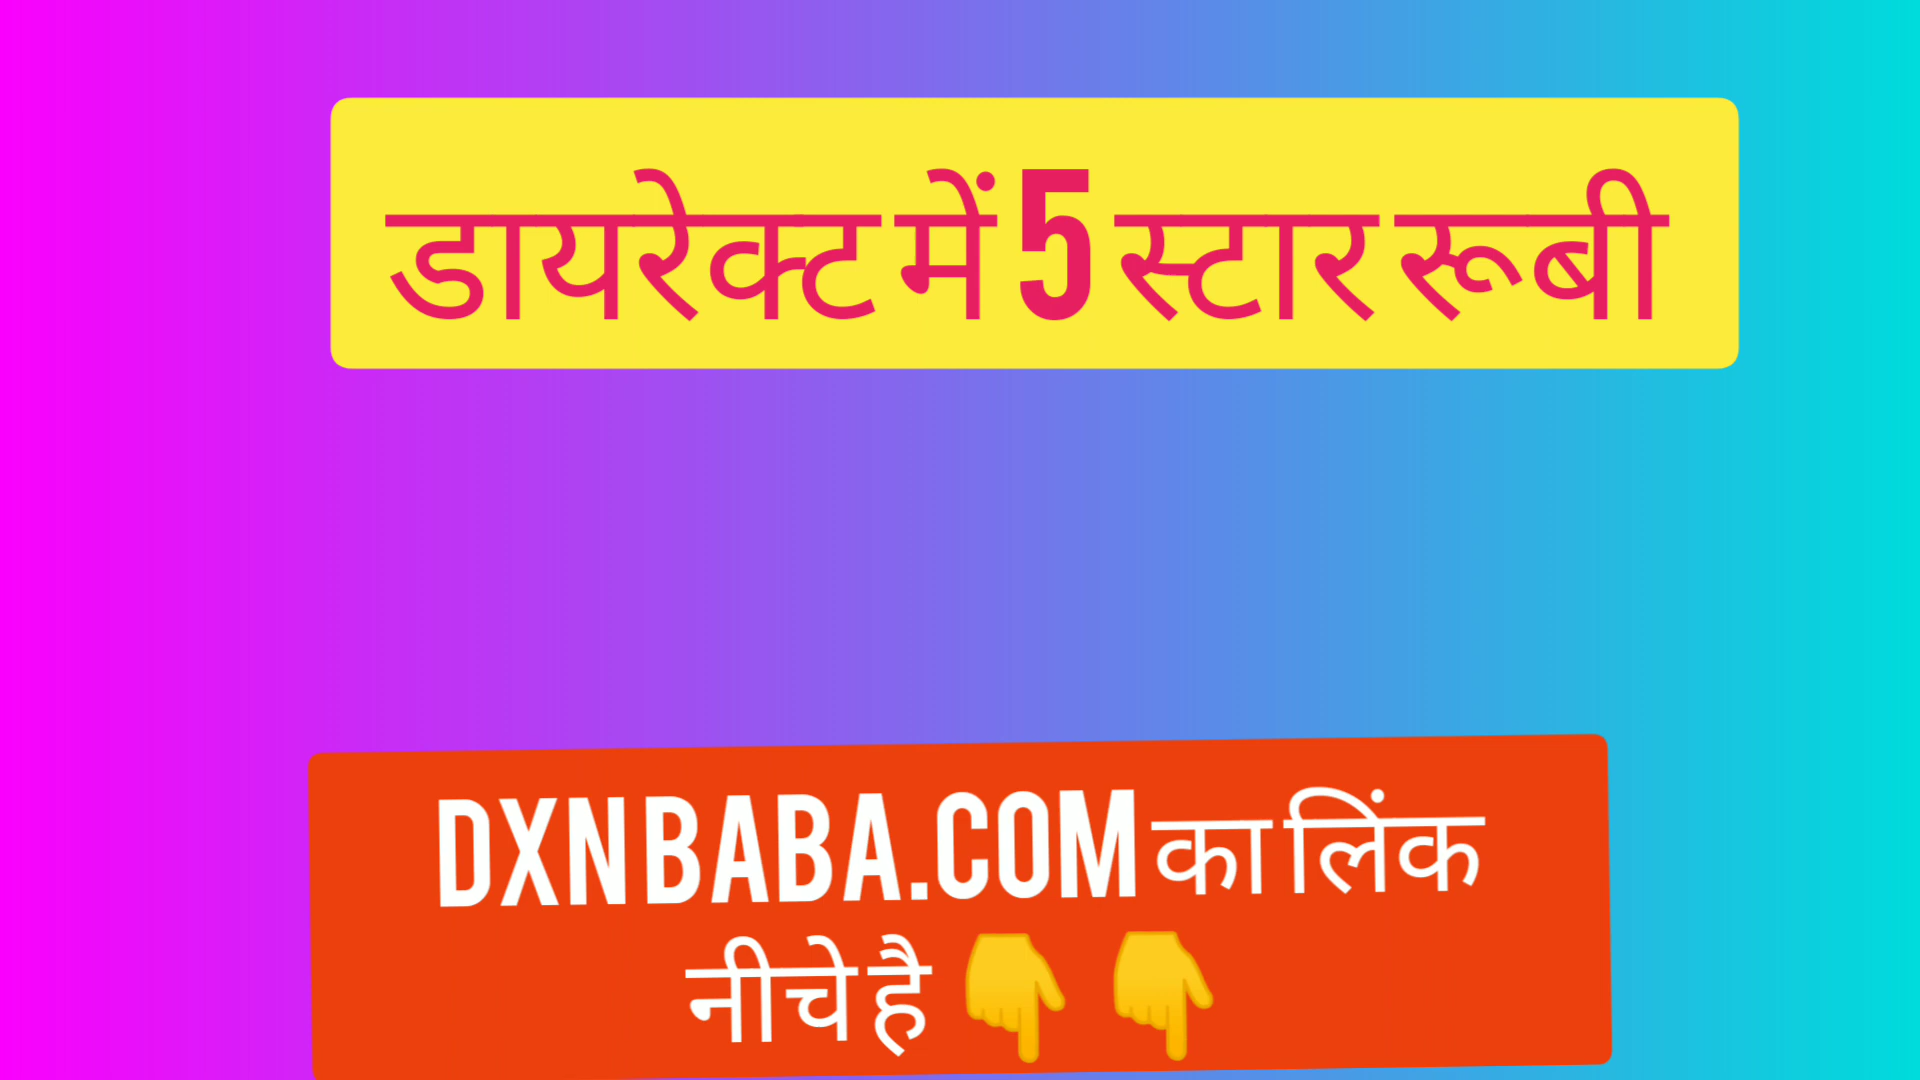 डायरेक्ट में 5 स्टार रूबी
DXNBABA.COM का लिंक
नीचे है 👇 👇